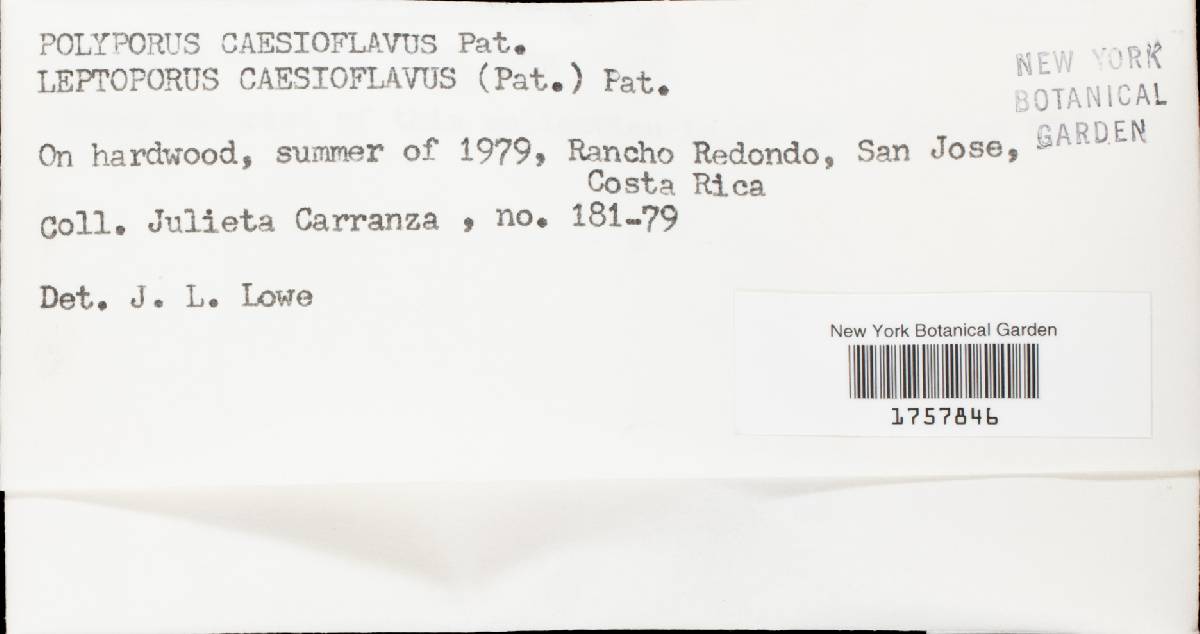 POLYPORUS CAESIOFLAVUS Pat.
LEPTOPORUS CAESIOFLAVUS (Pat.) Pat.
NEW YORK
BOTANICAL
GARDEN
On hardwood, summer of 1979, Rancho Redondo, San Jose,
Costa Rica
Coll. Julieta Carranza , no. 181-79
Det. J. L. Lowe
New York Botanical Garden
1757846